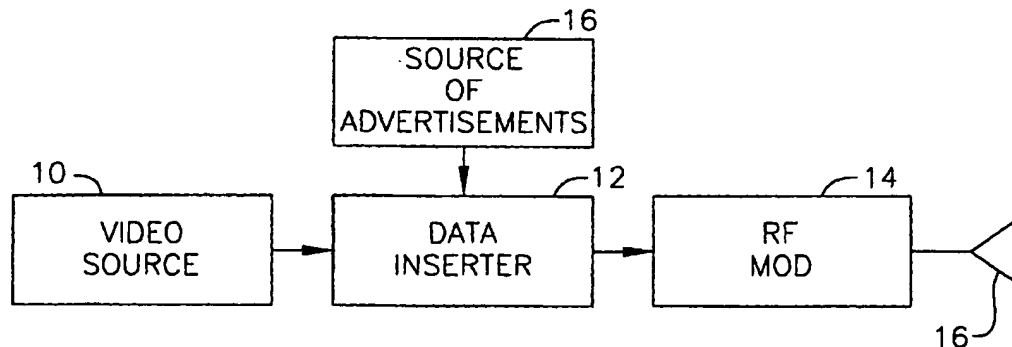 16
SOURCE
OF
ADVERTISEMENTS
10
VIDEO
SOURCE
12
DATA
INSERTER
14
RF
MOD
16